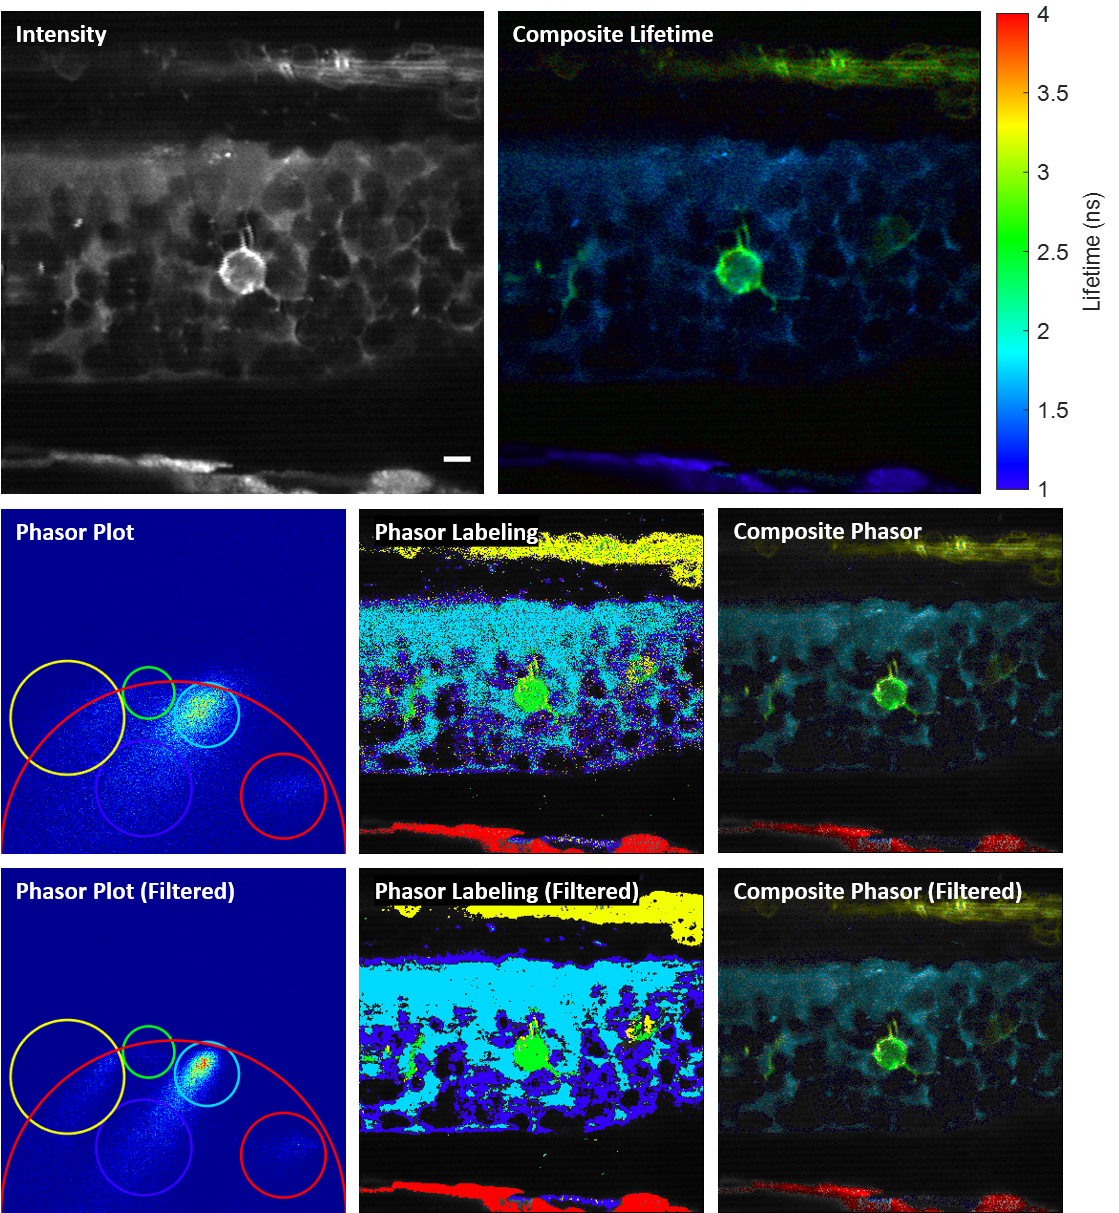 Intensity
Composite Lifetime
4
3.5
3
2.5
2
1.5
1
Lifetime (ns)
Phasor Plot
Phasor Labeling
Composite Phasor
Phasor Plot (Filtered)
Phasor Labeling (Filtered)
Composite Phasor (Filtered)